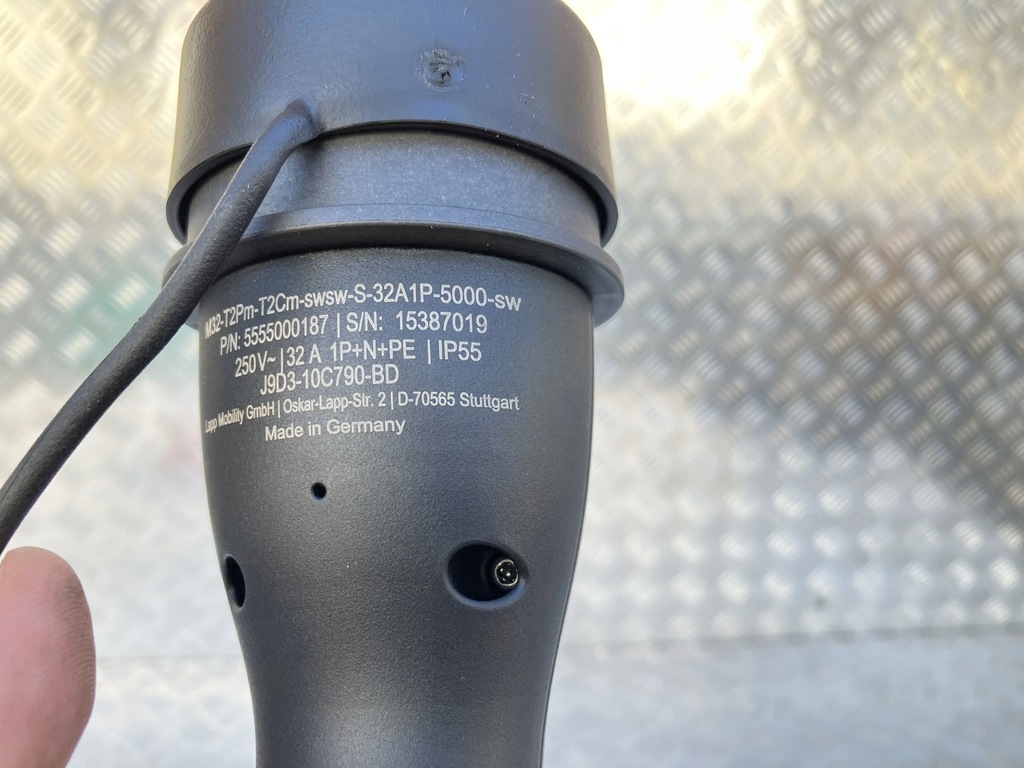 M32-T2Pm-T2Cm-swsw-S-32A1P-5000-sw
P/N: 5555000187 | S/N: 15387019
250V~ | 32 A 1P+N+PE | IP55
J9D3-10C790-BD
Lapp Mobility GmbH | Oskar-Lapp-Str. 2 | D-70565 Stuttgart
Made in Germany